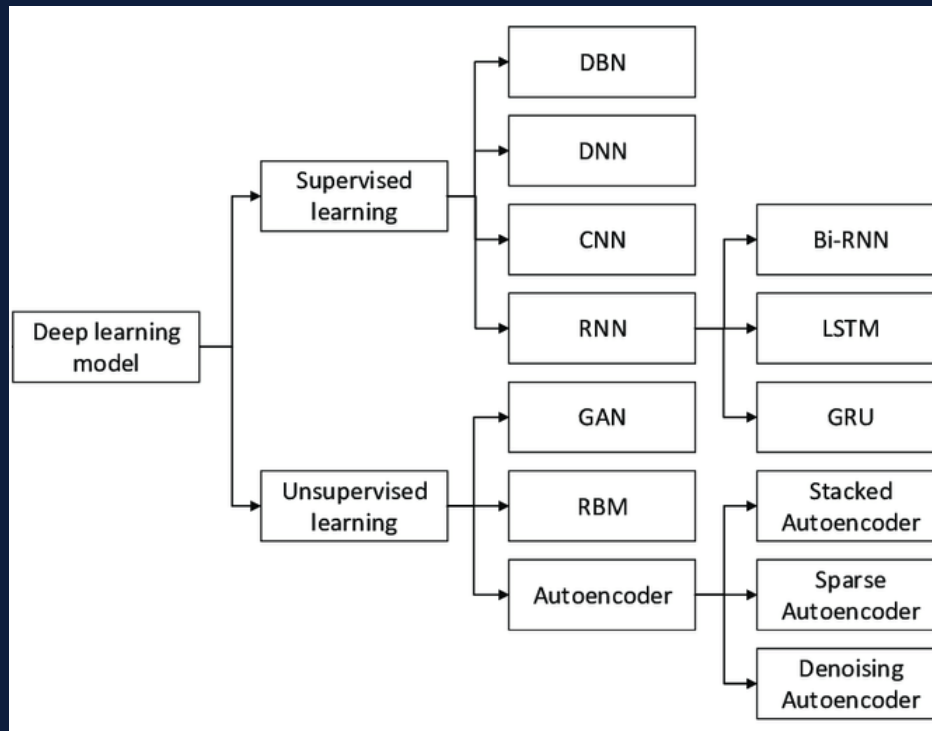 Deep learning
model
Supervised
learning
Unsupervised
learning
DBN
DNN
CNN
RNN
GAN
RBM
Autoencoder
Bi-RNN
LSTM
GRU
Stacked
Autoencoder
Sparse
Autoencoder
Denoising
Autoencoder